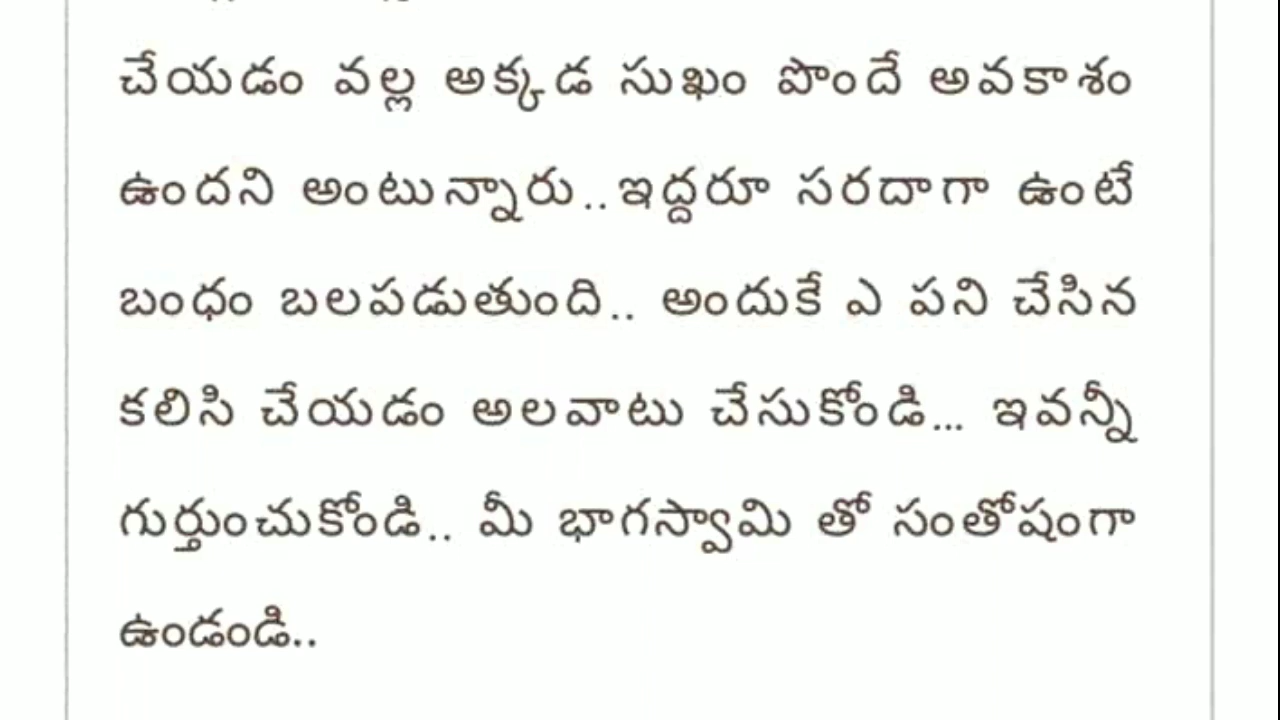 చేయడం వల్ల అక్కడ సుఖం పొందే అవకాశం
ఉందని అంటున్నారు..ఇద్దరూ సరదాగా ఉంటే
బంధం బలపడుతుంది.. అందుకే ఎ పని చేసిన
కలిసి చేయడం అలవాటు చేసుకోండి... ఇవన్నీ
గుర్తుంచుకోండి.. మీ భాగస్వామి తో సంతోషంగా
ఉండండి..